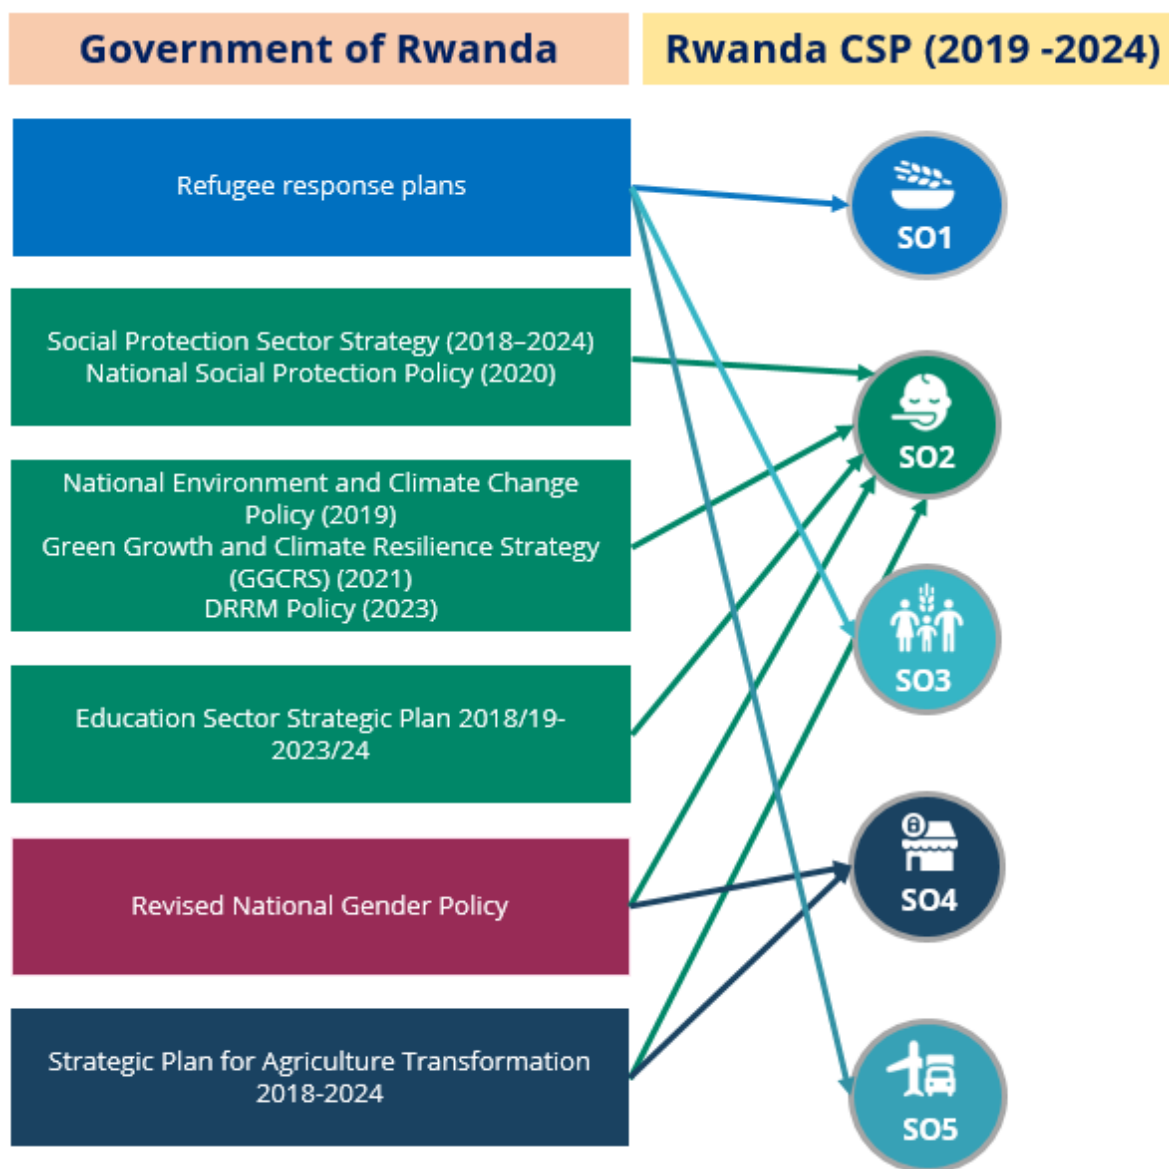 Government of Rwanda
Rwanda CSP (2019 -2024)
Refugee response plans
SO1
Social Protection Sector Strategy (2018–2024)
National Social Protection Policy (2020)
SO2
National Environment and Climate Change
Policy (2019)
Green Growth and Climate Resilience Strategy
(GGCRS) (2021)
DRRM Policy (2023)
SO3
Education Sector Strategic Plan 2018/19-
2023/24
Revised National Gender Policy
SO4
Strategic Plan for Agriculture Transformation
2018-2024
SO5